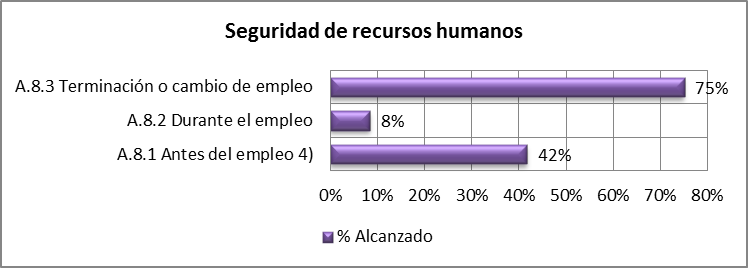 Seguridad de recursos humanos
A.8.3 Terminación o cambio de empleo
75%
A.8.2 Durante el empleo
8%
A.8.1 Antes del empleo 4)
42%
0% 10% 20% 30% 40% 50% 60% 70% 80%
% Alcanzado